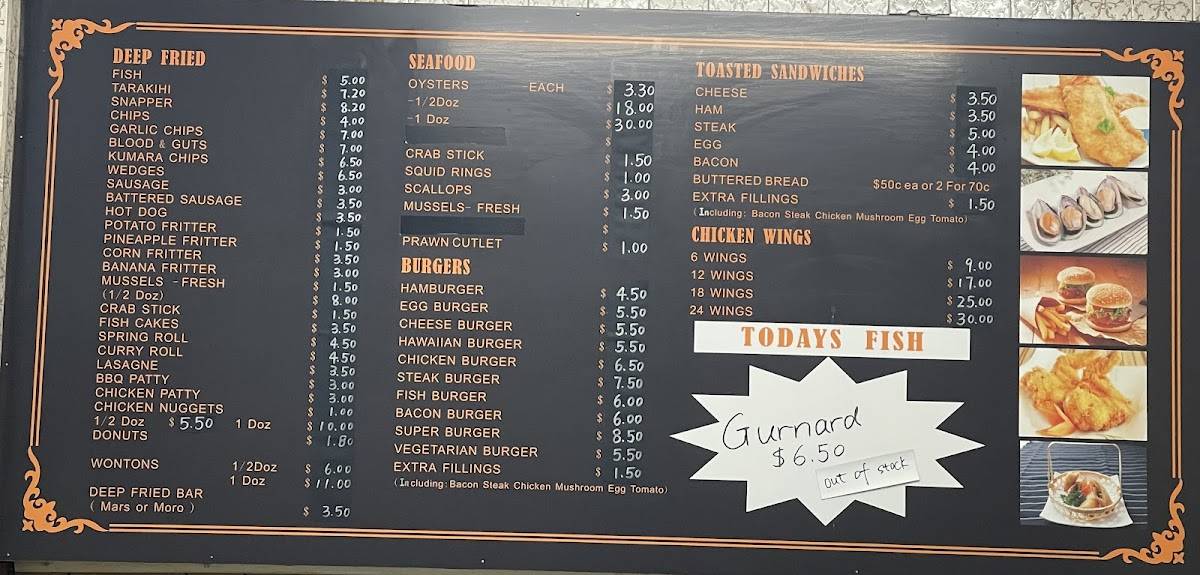 DEEP FRIED
FISH $ 5.00
TARAKIHI $ 7.20
SNAPPER $ 8.20
CHIPS $ 4.00
GARLIC CHIPS $ 7.00
BLOOD & GUTS $ 7.00
KUMARA CHIPS $ 6.50
WEDGES $ 6.50
SAUSAGE $ 3.00
BATTERED SAUSAGE $ 3.50
HOT DOG $ 3.50
POTATO FRITTER $ 1.50
PINEAPPLE FRITTER $ 1.50
CORN FRITTER $ 3.50
BANANA FRITTER $ 3.00
MUSSELS -FRESH $ 1.50
(1/2 Doz) $ 8.00
CRAB STICK $ 1.50
FISH CAKES $ 3.50
SPRING ROLL $ 4.50
CURRY ROLL $ 4.50
LASAGNE $ 3.50
BBQ PATTY $ 3.00
CHICKEN PATTY $ 3.00
CHICKEN NUGGETS $ 1.00
1/2 Doz $ 5.50 1 Doz $ 10.00
DONUTS $ 1.80
WONTONS 1/2Doz $ 6.00
1 Doz $ 11.00
DEEP FRIED BAR
( Mars or Moro ) $ 3.50
SEAFOOD
OYSTERS EACH $ 3.30
-1/2Doz $ 18.00
-1 Doz $ 30.00
$
CRAB STICK $ 1.50
SQUID RINGS $ 1.00
SCALLOPS $ 3.00
MUSSELS- FRESH $ 1.50
$
PRAWN CUTLET $ 1.00
BURGERS
HAMBURGER $ 4.50
EGG BURGER $ 5.50
CHEESE BURGER $ 5.50
HAWAIIAN BURGER $ 5.50
CHICKEN BURGER $ 6.50
STEAK BURGER $ 7.50
FISH BURGER $ 6.00
BACON BURGER $ 6.00
SUPER BURGER $ 8.50
VEGETARIAN BURGER $ 5.50
EXTRA FILLINGS $ 1.50
(Including: Bacon Steak Chicken Mushroom Egg Tomato)
TOASTED SANDWICHES
CHEESE $ 3.50
HAM $ 3.50
STEAK $ 5.00
EGG $ 4.00
BACON $ 4.00
BUTTERED BREAD $50c ea or 2 For 70c
EXTRA FILLINGS $ 1.50
(Including: Bacon Steak Chicken Mushroom Egg Tomato)
CHICKEN WINGS
6 WINGS $ 9.00
12 WINGS $ 17.00
18 WINGS $ 25.00
24 WINGS $ 30.00
TODAYS FISH
Gurnard
$6.50
out of stock